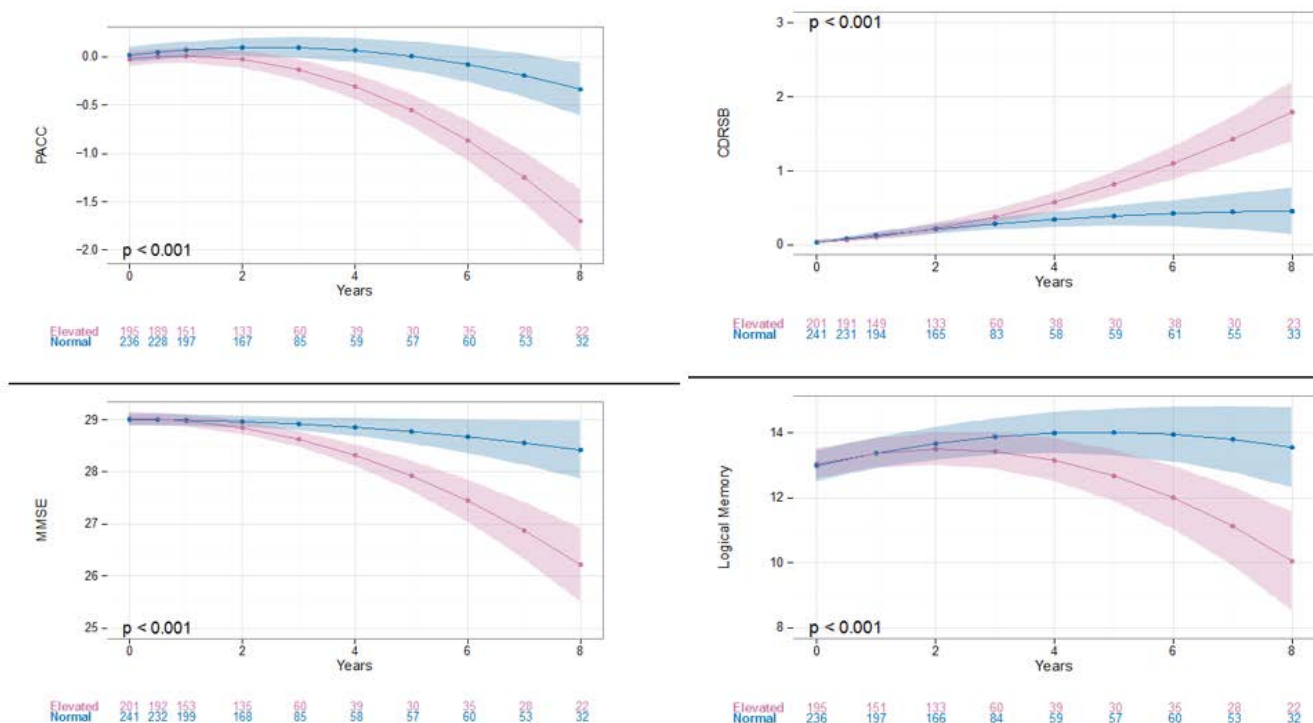 PACC
0.0
−0.5
−1.0
−1.5
−2.0
p < 0.001
0 2 4 6 8
Years
Elevated 195 189 151 133 60 39 30 35 28 22
Normal 236 228 197 167 85 59 57 60 53 32
CDRSB
3
2
1
0
p < 0.001
0 2 4 6 8
Years
Elevated 201 191 149 133 60 38 30 38 30 23
Normal 241 231 194 165 83 58 59 61 55 33
MMSE
29
28
27
26
25
p < 0.001
0 2 4 6 8
Years
Elevated 201 192 153 135 60 39 30 35 28 22
Normal 241 232 199 168 85 58 57 60 53 32
Logical Memory
14
12
10
8
p < 0.001
0 2 4 6 8
Years
Elevated 195 151 133 60 39 30 35 28 22
Normal 236 197 166 84 59 57 60 53 32